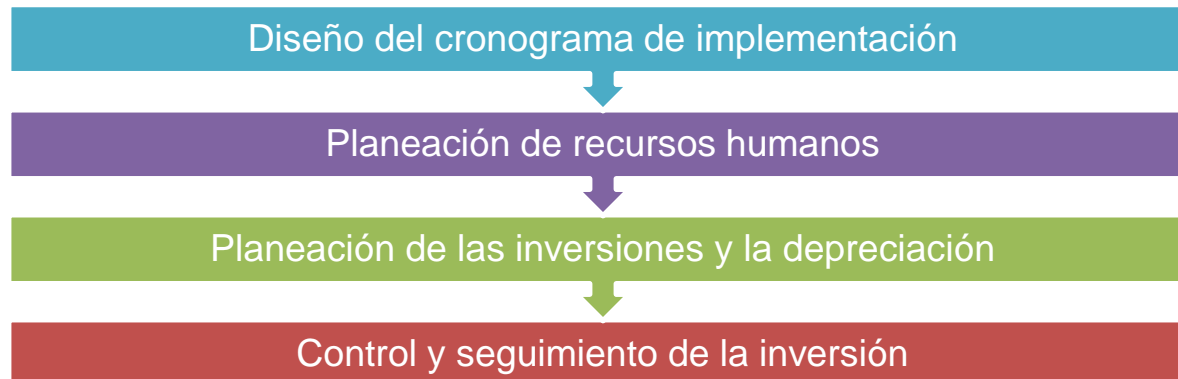 Diseño del cronograma de implementación
Planeación de recursos humanos
Planeación de las inversiones y la depreciación
Control y seguimiento de la inversión